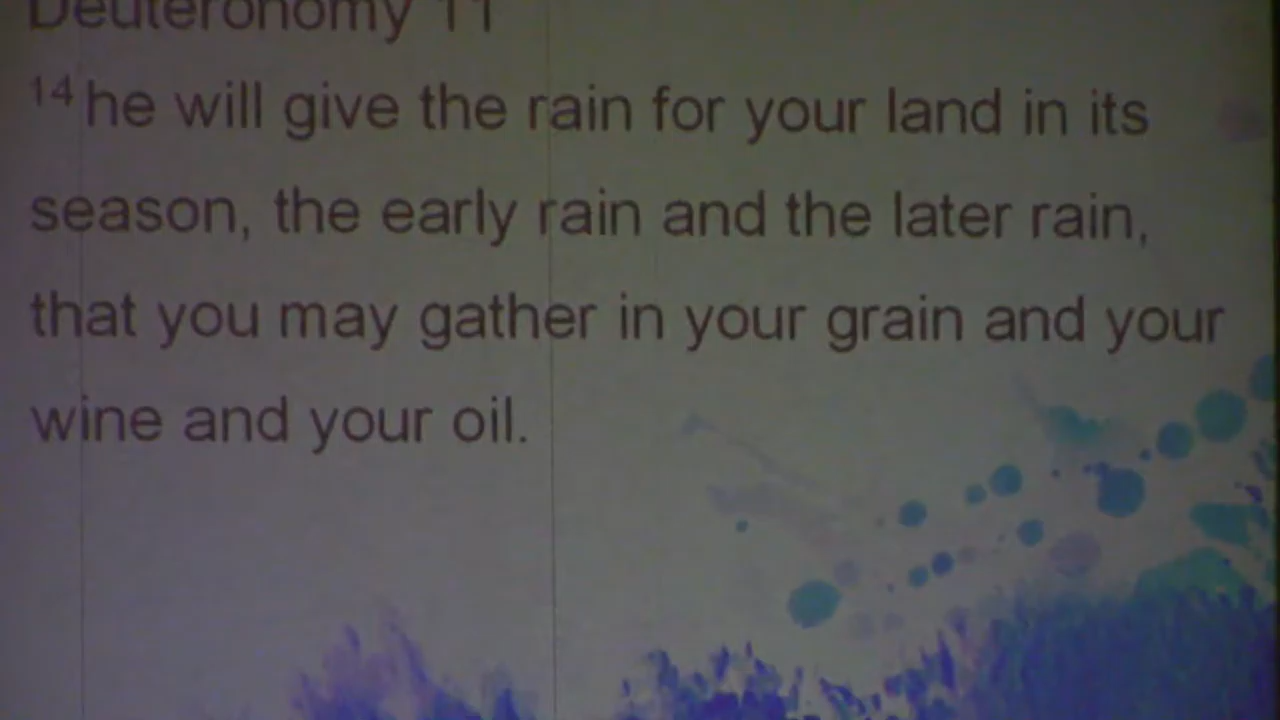 Deuteronomy 11
14 he will give the rain for your land in its
season, the early rain and the later rain,
that you may gather in your grain and your
wine and your oil.